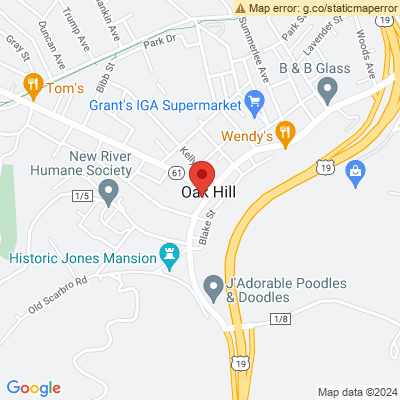 Map error: g.co/staticmaperror
Rankin Ave
Trump Ave
Duncan Ave
Gray St
Bibb St
Park Dr
Summerlee Ave
Lavender St
Woods Ave
19
B & B Glass
Tom's
Grant's IGA Supermarket
Wendy's
Kelly
New River
Humane Society
61
19
1/5
Oak Hill
Blake St
Historic Jones Mansion
J'Adorable Poodles
& Doodles
Old Scarbro Rd
1/8
19
Google
Map data ©2024